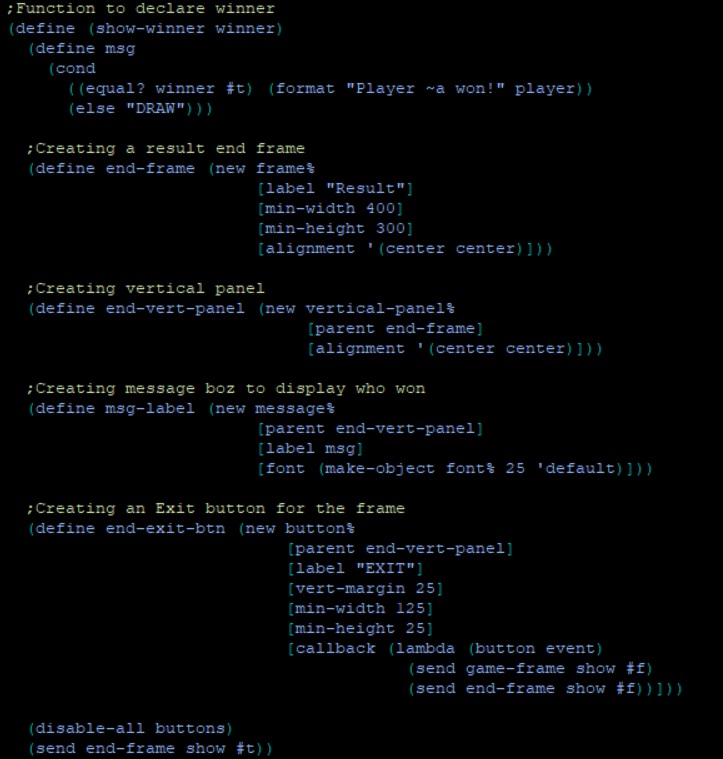 ;Function to declare winner
(define (show-winner winner)
  (define msg
    (cond
      ((equal? winner #t) (format "Player ~a won!" player))
      (else "DRAW")))
  ;Creating a result end frame
  (define end-frame (new frame%
                         [label "Result"]
                         [min-width 400]
                         [min-height 300]
                         [alignment '(center center)]))
  ;Creating vertical panel
  (define end-vert-panel (new vertical-panel%
                              [parent end-frame]
                              [alignment '(center center)]))
  ;Creating message boz to display who won
  (define msg-label (new message%
                         [parent end-vert-panel]
                         [label msg]
                         [font (make-object font% 25 'default)]))
  ;Creating an Exit button for the frame
  (define end-exit-btn (new button%
                            [parent end-vert-panel]
                            [label "EXIT"]
                            [vert-margin 25]
                            [min-width 125]
                            [min-height 25]
                            [callback (lambda (button event)
                                        (send game-frame show #f)
                                        (send end-frame show #f))]))
  (disable-all buttons)
  (send end-frame show #t))